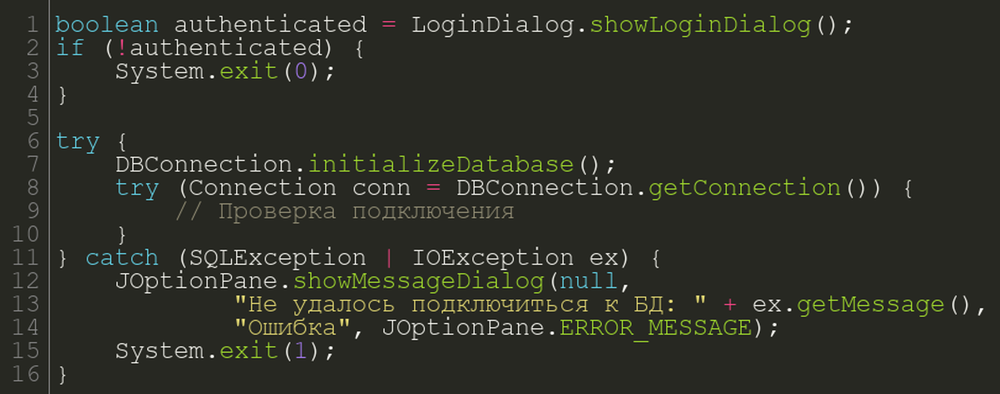 1 boolean authenticated = LoginDialog.showLoginDialog();
2 if (!authenticated) {
3     System.exit(0);
4 }
5
6 try {
7     DBConnection.initializeDatabase();
8     try (Connection conn = DBConnection.getConnection()) {
9         // Проверка подключения
10     }
11 } catch (SQLException | IOException ex) {
12     JOptionPane.showMessageDialog(null,
13             "Не удалось подключиться к БД: " + ex.getMessage(),
14             "Ошибка", JOptionPane.ERROR_MESSAGE);
15     System.exit(1);
16 }